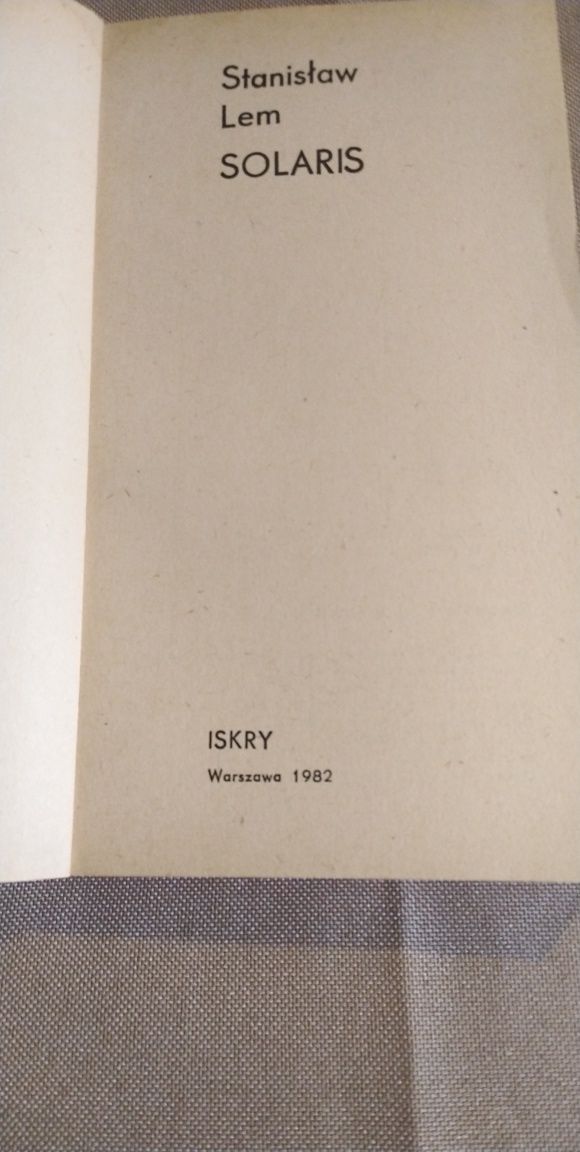 Stanisław
Lem
SOLARIS
ISKRY
Warszawa 1982